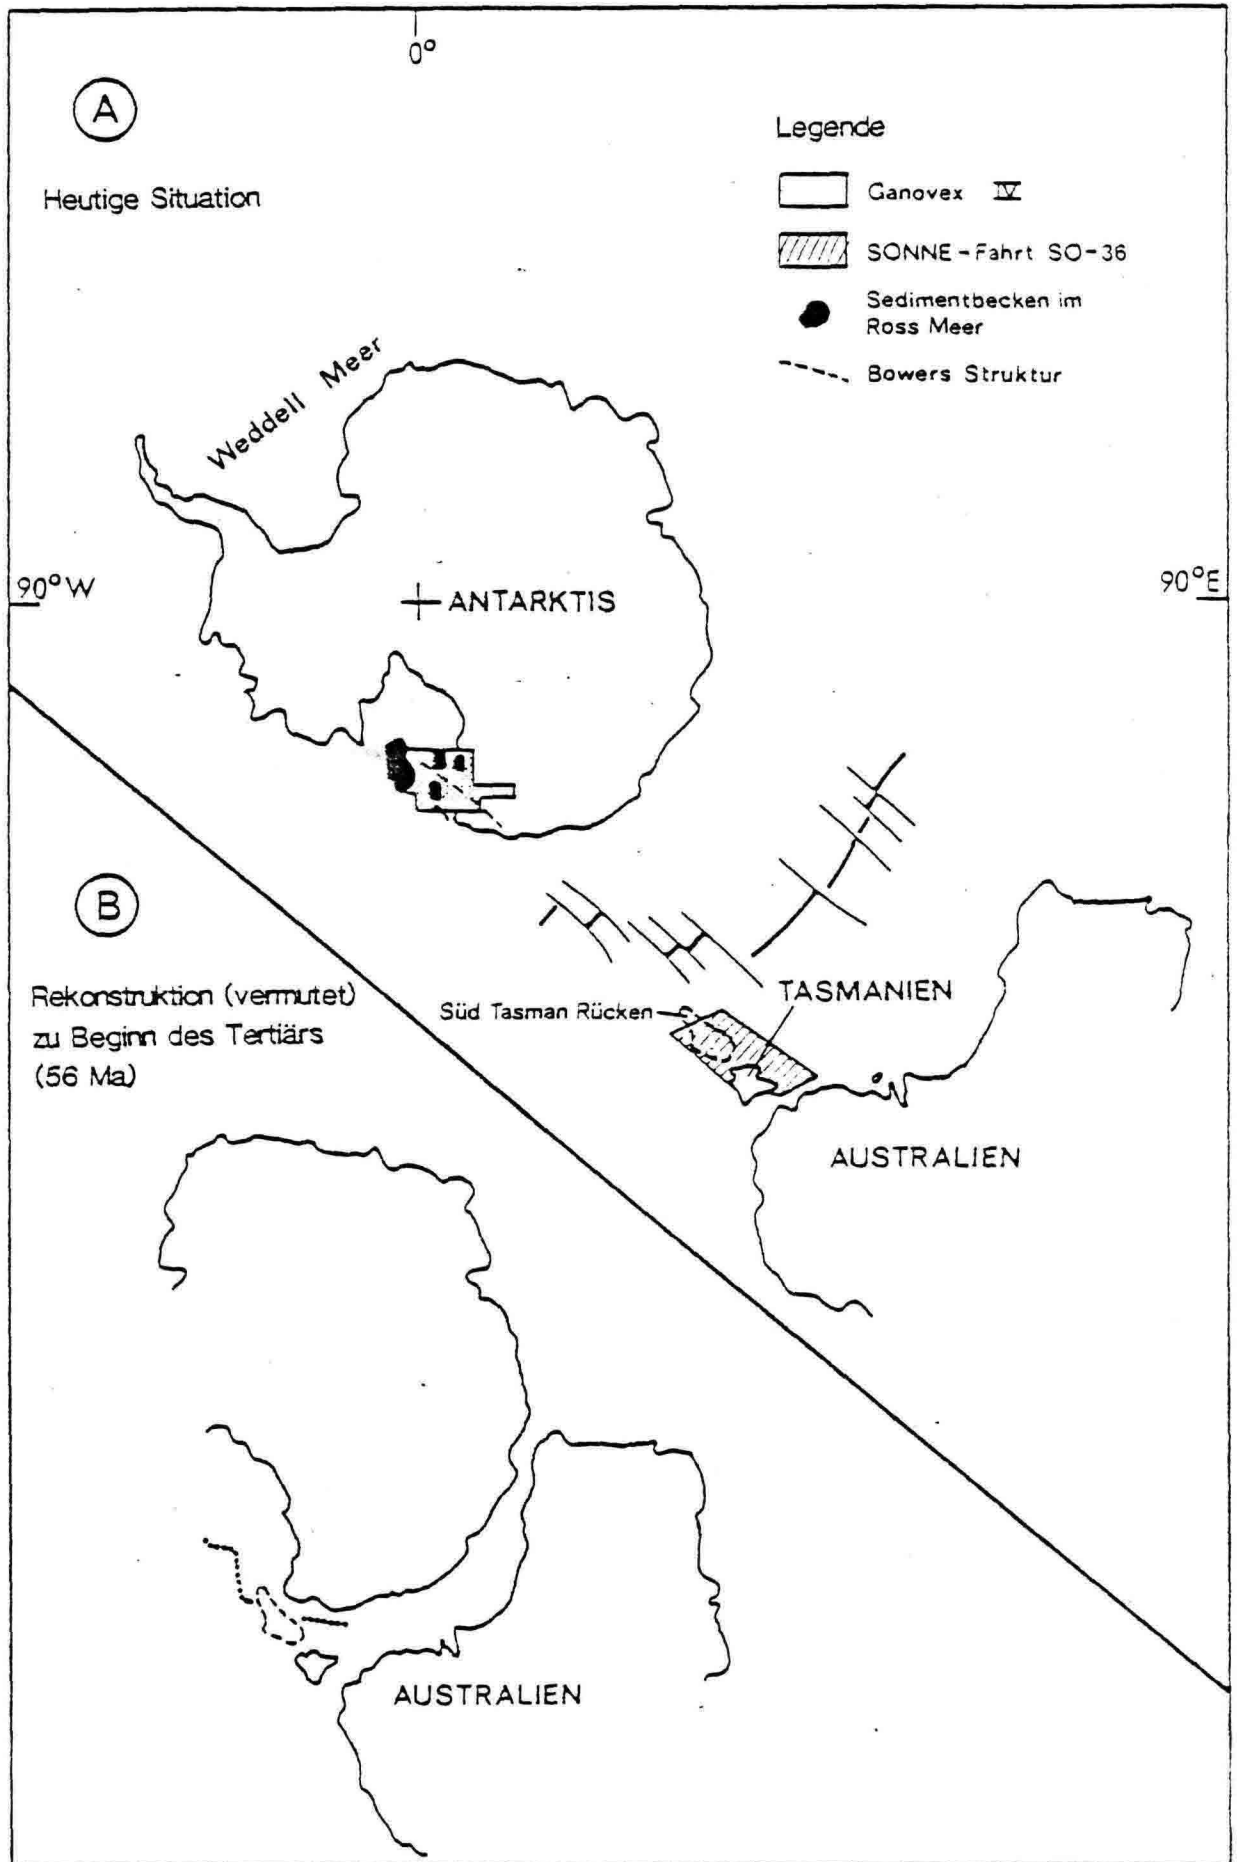 0°
A
Heutige Situation
Legende
Ganovex IV
SONNE-Fahrt SO-36
Sedimentbecken im
Ross Meer
Bowers Struktur
Weddell Meer
90°W
ANTARKTIS
90°E
B
Rekonstruktion (vermutet)
zu Beginn des Tertiärs
(56 Ma)
Süd Tasman Rücken
TASMANIEN
AUSTRALIEN
AUSTRALIEN